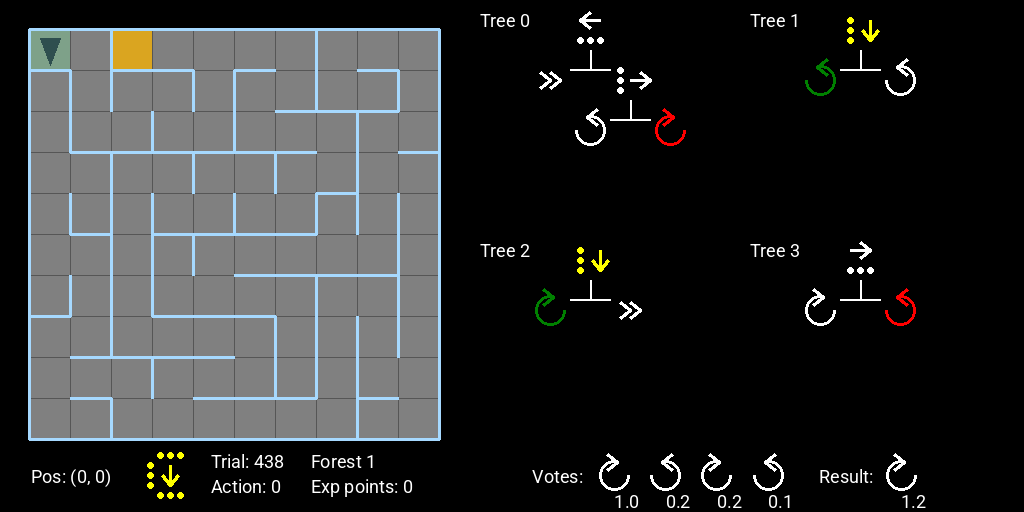 Tree 0
Tree 1
Tree 2
Tree 3
Pos: (0, 0)
Trial: 438
Forest 1
Action: 0
Exp points: 0
Votes:
1.0
0.2
0.2
0.1
Result:
1.2